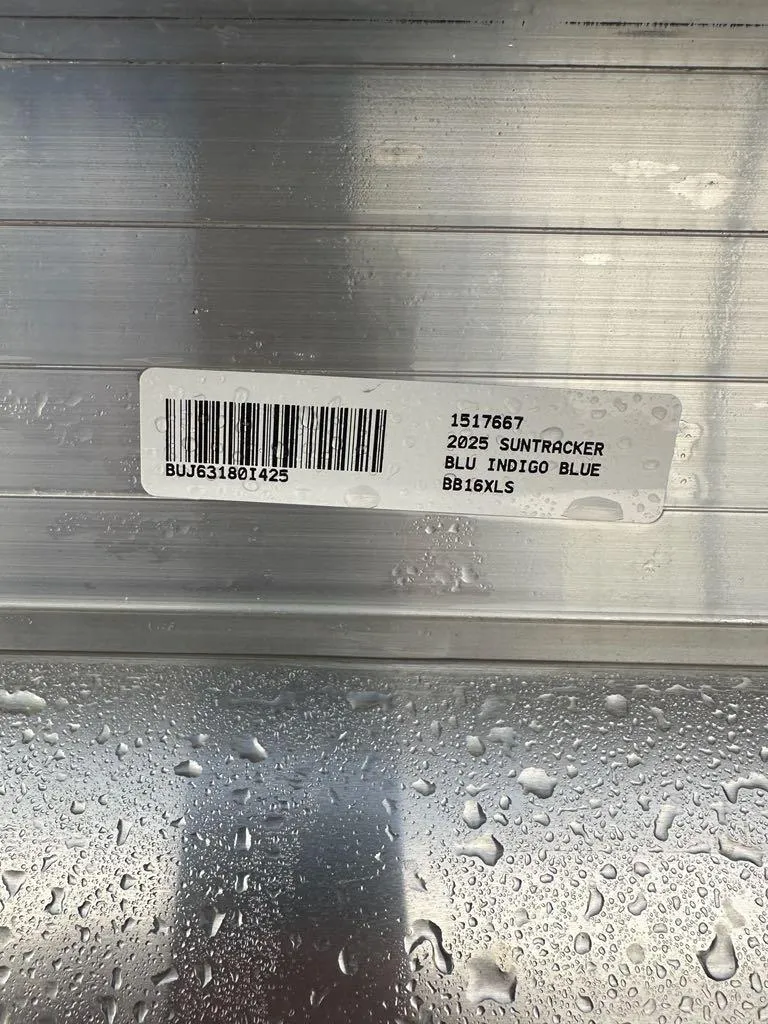 BUJ63180I425
1517667
2025 SUNTRACKER
BLU INDIGO BLUE
BB16XLS